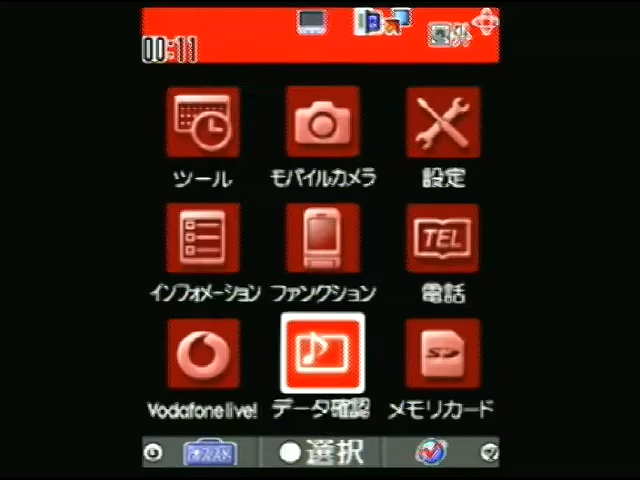 00:11
圏外
ツール
モバイルカメラ
設定
インフォメーション
ファンクション
TEL
電話
SD
Vodafone live!
データ確認
メモリカード
選択